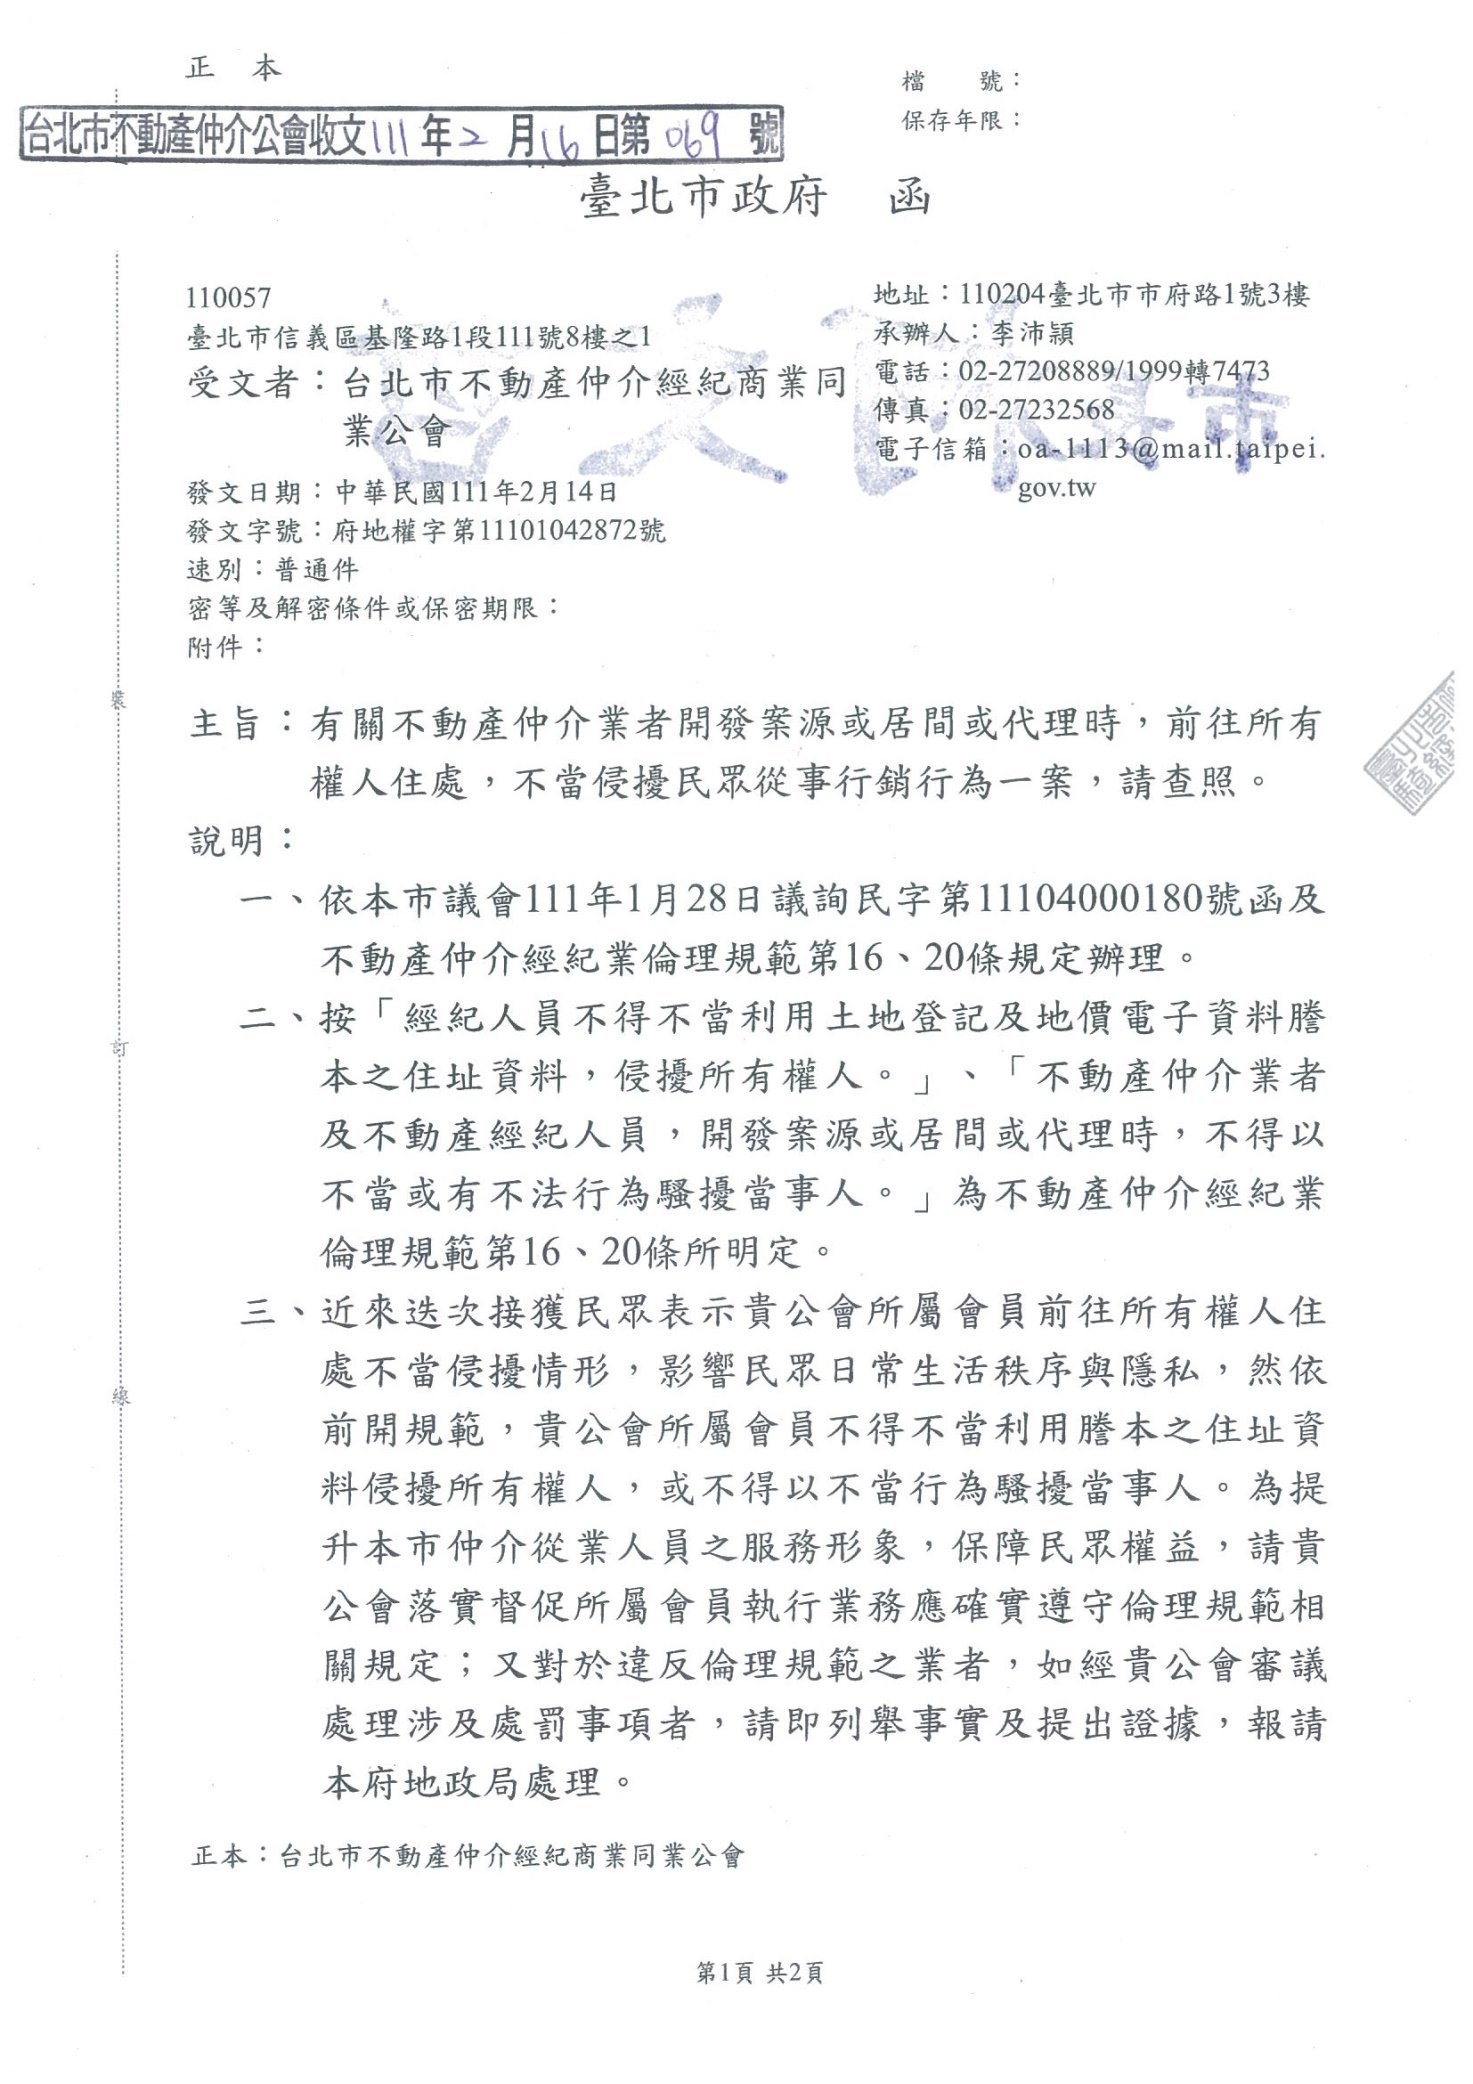 正 本
檔 號：
保存年限：
台北市不動產仲介公會收文111年2月16日第069號
臺北市政府 函
110057
臺北市信義區基隆路1段111號8樓之1
受文者：台北市不動產仲介經紀商業同
業公會
地址：110204臺北市市府路1號3樓
承辦人：李沛穎
電話：02-27208889/1999轉7473
傳真：02-27232568
電子信箱：oa-1113@mail.taipei.
gov.tw
發文日期：中華民國111年2月14日
發文字號：府地權字第11101042872號
速別：普通件
密等及解密條件或保密期限：
附件：
主旨：有關不動產仲介業者開發案源或居間或代理時，前往所有
權人住處，不當侵擾民眾從事行銷行為一案，請查照。
說明：
一、依本市議會111年1月28日議詢民字第11104000180號函及
不動產仲介經紀業倫理規範第16、20條規定辦理。
二、按「經紀人員不得不當利用土地登記及地價電子資料謄
本之住址資料，侵擾所有權人。」、「不動產仲介業者
及不動產經紀人員，開發案源或居間或代理時，不得以
不當或有不法行為騷擾當事人。」為不動產仲介經紀業
倫理規範第16、20條所明定。
三、近來迭次接獲民眾表示貴公會所屬會員前往所有權人住
處不當侵擾情形，影響民眾日常生活秩序與隱私，然依
前開規範，貴公會所屬會員不得不當利用謄本之住址資
料侵擾所有權人，或不得以不當行為騷擾當事人。為提
升本市仲介從業人員之服務形象，保障民眾權益，請貴
公會落實督促所屬會員執行業務應確實遵守倫理規範相
關規定；又對於違反倫理規範之業者，如經貴公會審議
處理涉及處罰事項者，請即列舉事實及提出證據，報請
本府地政局處理。
正本：台北市不動產仲介經紀商業同業公會
第1頁 共2頁
裝
訂
線